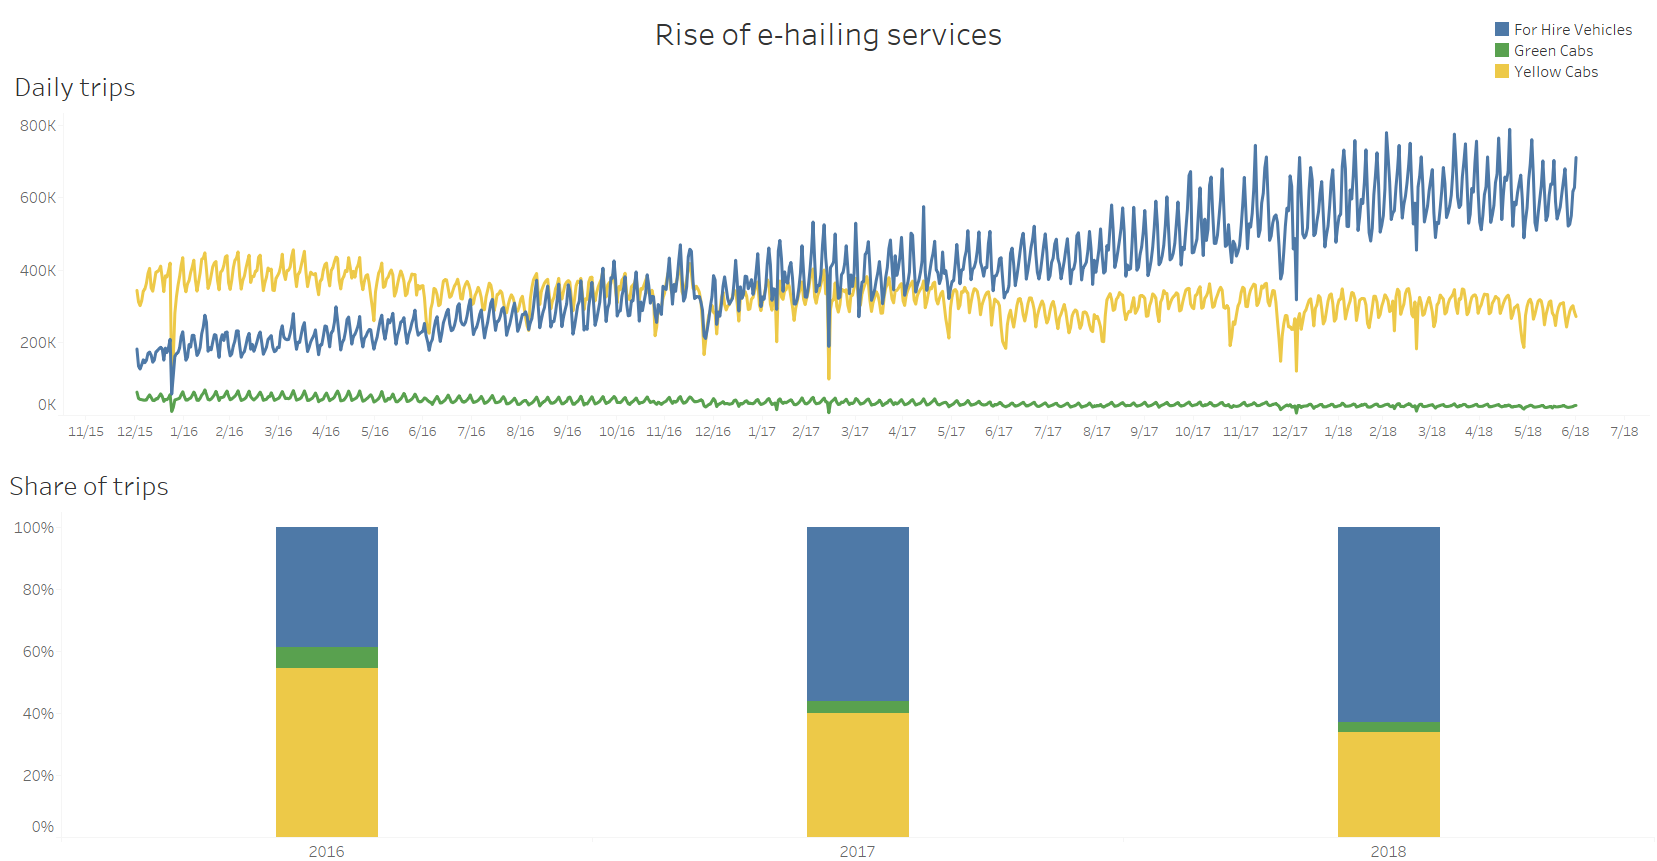 Rise of e-hailing services
For Hire Vehicles
Green Cabs
Yellow Cabs
Daily trips
800K
600K
400K
200K
0K
11/15 12/15 1/16 2/16 3/16 4/16 5/16 6/16 7/16 8/16 9/16 10/16 11/16 12/16 1/17 2/17 3/17 4/17 5/17 6/17 7/17 8/17 9/17 10/17 11/17 12/17 1/18 2/18 3/18 4/18 5/18 6/18 7/18
Share of trips
100%
80%
60%
40%
20%
0%
2016 2017 2018